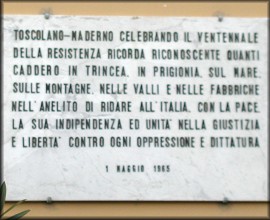 TOSCOLANO-MADERNO CELEBRANDO IL VENTENNALE
DELLA RESISTENZA RICORDA RICONOSCENTE QUANTI
CADDERO IN TRINCEA, IN PRIGIONIA, SUL MARE,
SULLE MONTAGNE, NELLE VALLI E NELLE FABBRICHE
NELL'ANELITO DI RIDARE ALL'ITALIA, CON LA PACE,
LA SUA INDIPENDENZA ED UNITA' NELLA GIUSTIZIA
E LIBERTA' CONTRO OGNI OPPRESSIONE E DITTATURA
1 MAGGIO 1965